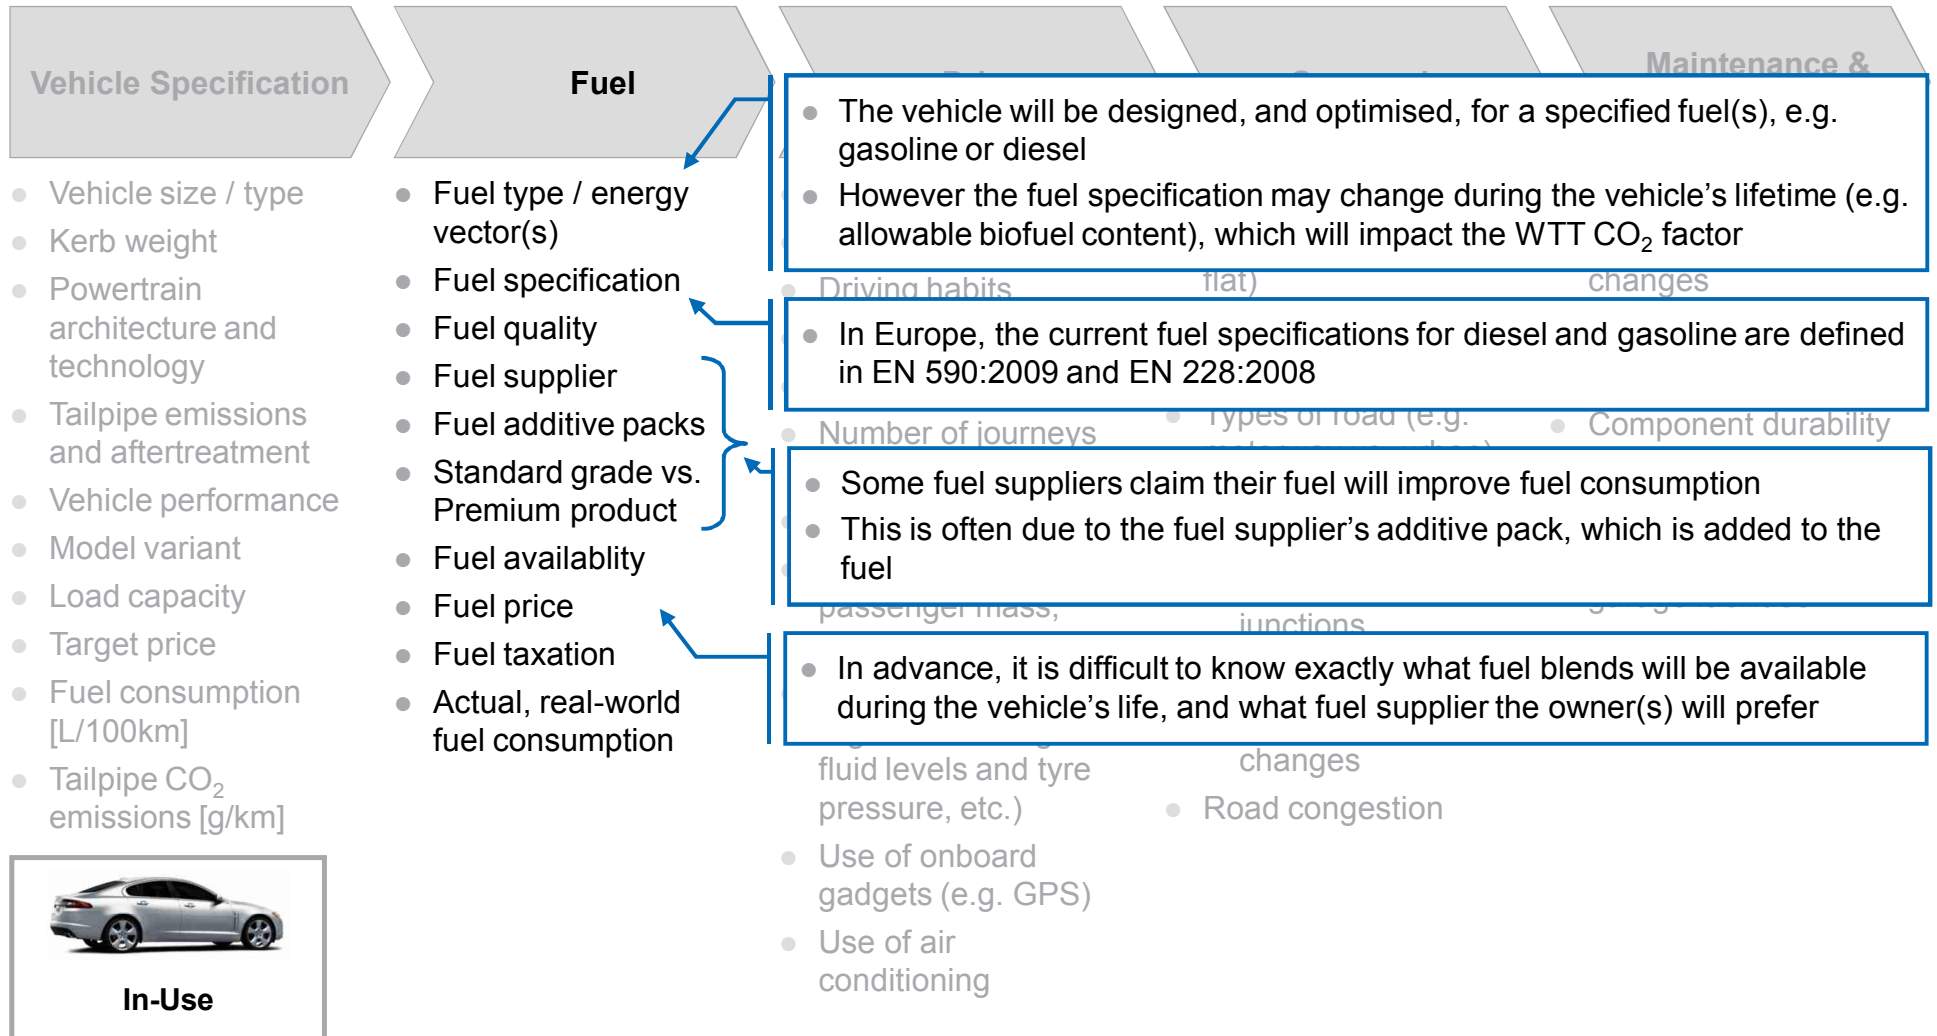 Vehicle Specification
● Vehicle size / type
● Kerb weight
● Powertrain
architecture and
technology
● Tailpipe emissions
and aftertreatment
● Vehicle performance
● Model variant
● Load capacity
● Target price
● Fuel consumption
[L/100km]
● Tailpipe CO₂
emissions [g/km]
In-Use
Fuel
● Fuel type / energy
vector(s)
● Fuel specification
● Fuel quality
● Fuel supplier
● Fuel additive packs
● Standard grade vs.
Premium product
● Fuel availablity
● Fuel price
● Fuel taxation
● Actual, real-world
fuel consumption
● The vehicle will be designed, and optimised, for a specified fuel(s), e.g.
gasoline or diesel
● However the fuel specification may change during the vehicle's lifetime (e.g.
allowable biofuel content), which will impact the WTT CO₂ factor
● In Europe, the current fuel specifications for diesel and gasoline are defined
in EN 590:2009 and EN 228:2008
● Some fuel suppliers claim their fuel will improve fuel consumption
● This is often due to the fuel supplier's additive pack, which is added to the
fuel
● In advance, it is difficult to know exactly what fuel blends will be available
during the vehicle's life, and what fuel supplier the owner(s) will prefer
● Driving habits
● Number of journeys
passenger mass,
fluid levels and tyre
pressure, etc.)
● Use of onboard
gadgets (e.g. GPS)
● Use of air
conditioning
flat)
● Types of road (e.g.
junctions
changes
● Road congestion
Maintenance &
changes
● Component durability